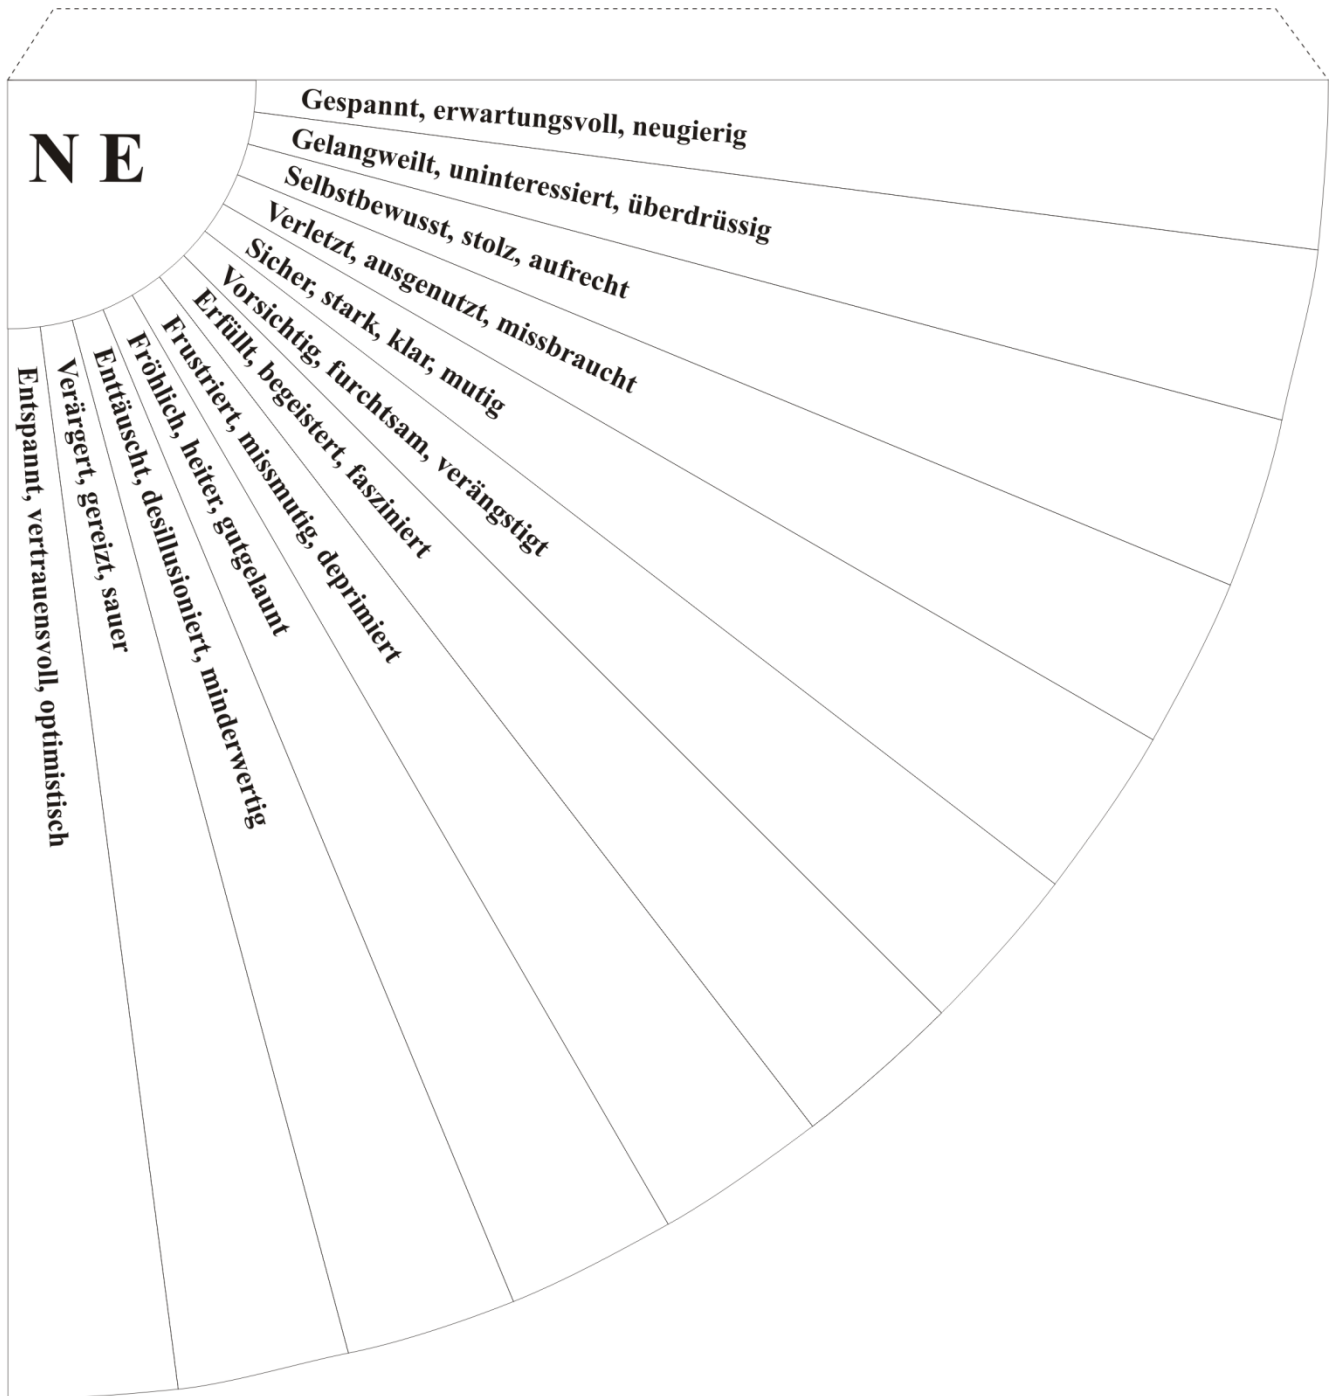 N E
Gespannt, erwartungsvoll, neugierig
Gelangweilt, uninteressiert, überdrüssig
Selbstbewusst, stolz, aufrecht
Verletzt, ausgenutzt, missbraucht
Sicher, stark, klar, mutig
Vorsichtig, furchtsam, verängstigt
Erfüllt, begeistert, fasziniert
Frustriert, missmutig, deprimiert
Fröhlich, heiter, gutgelaunt
Enttäuscht, desillusioniert, minderwertig
Verärgert, gereizt, sauer
Entspannt, vertrauensvoll, optimistisch